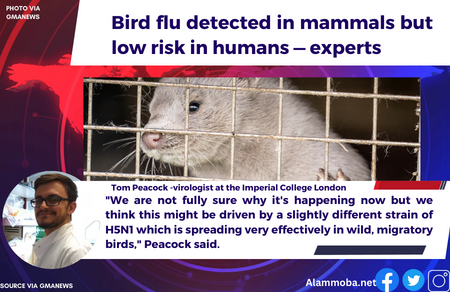 PHOTO VIA
GMANEWS
Bird flu detected in mammals but
low risk in humans — experts
Tom Peacock -virologist at the Imperial College London
"We are not fully sure why it's happening now but we
think this might be driven by a slightly different strain of
H5N1 which is spreading very effectively in wild, migratory
birds," Peacock said.
SOURCE VIA GMANEWS
Alammoba.net